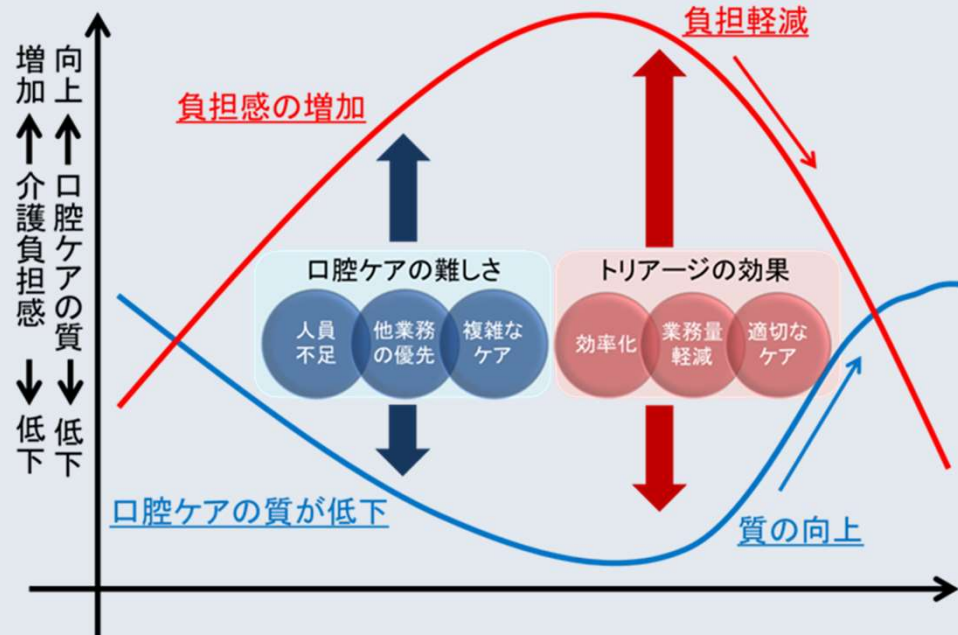 増加 ↑ 介護負担感 ↓ 低下
向上 ↑ 口腔ケアの質 ↓ 低下
負担感の増加
負担軽減
口腔ケアの難しさ
人員
不足
他業務
の優先
複雑な
ケア
トリアージの効果
効率化
業務量
軽減
適切な
ケア
口腔ケアの質が低下
質の向上